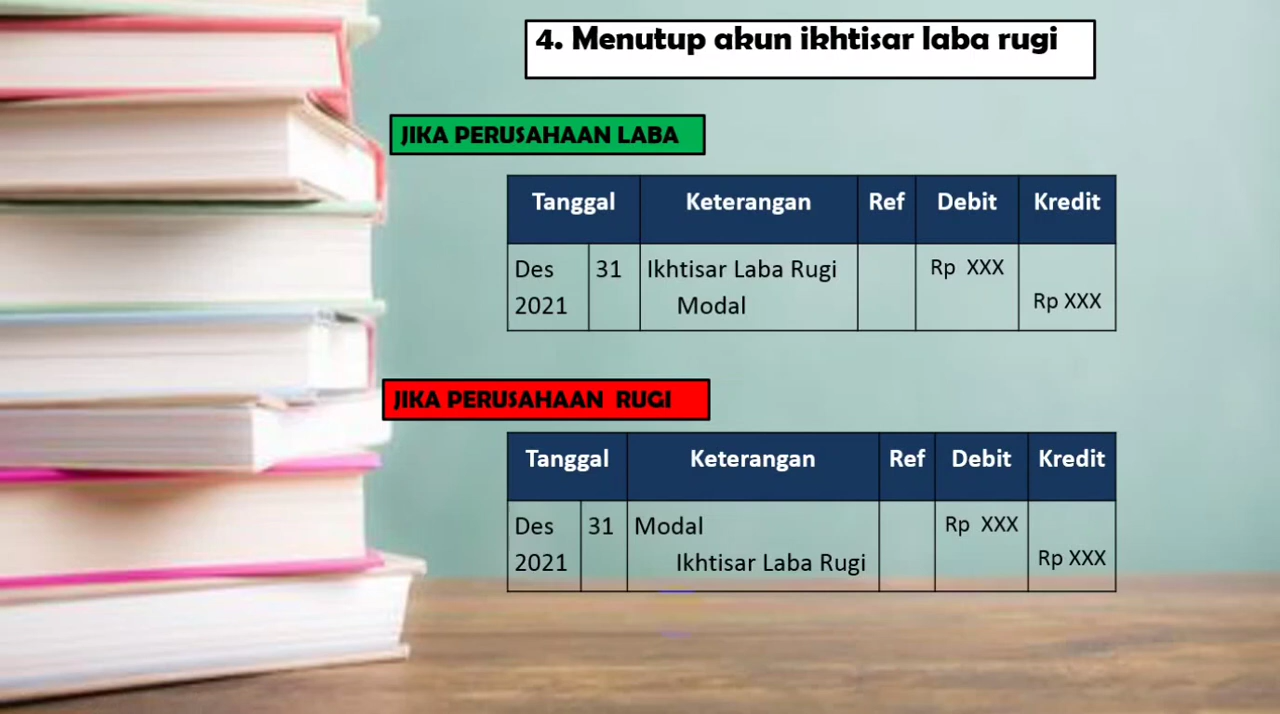 4. Menutup akun ikhtisar laba rugi
JIKA PERUSAHAAN LABA
Tanggal Keterangan Ref Debit Kredit
Des 31 Ikhtisar Laba Rugi Rp XXX
2021 Modal Rp XXX
JIKA PERUSAHAAN RUGI
Tanggal Keterangan Ref Debit Kredit
Des 31 Modal Rp XXX
2021 Ikhtisar Laba Rugi Rp XXX